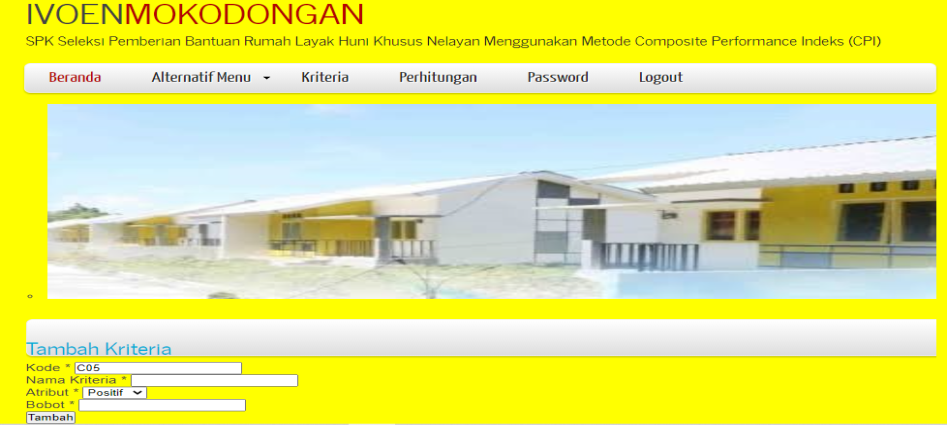 IVOENMOKODONGAN
SPK Seleksi Pemberian Bantuan Rumah Layak Huni Khusus Nelayan Menggunakan Metode Composite Performance Indeks (CPI)
Beranda Alternatif Menu Kriteria Perhitungan Password Logout
Tambah Kriteria
Kode * C05
Nama Kriteria *
Atribut * Positif
Bobot *
Tambah